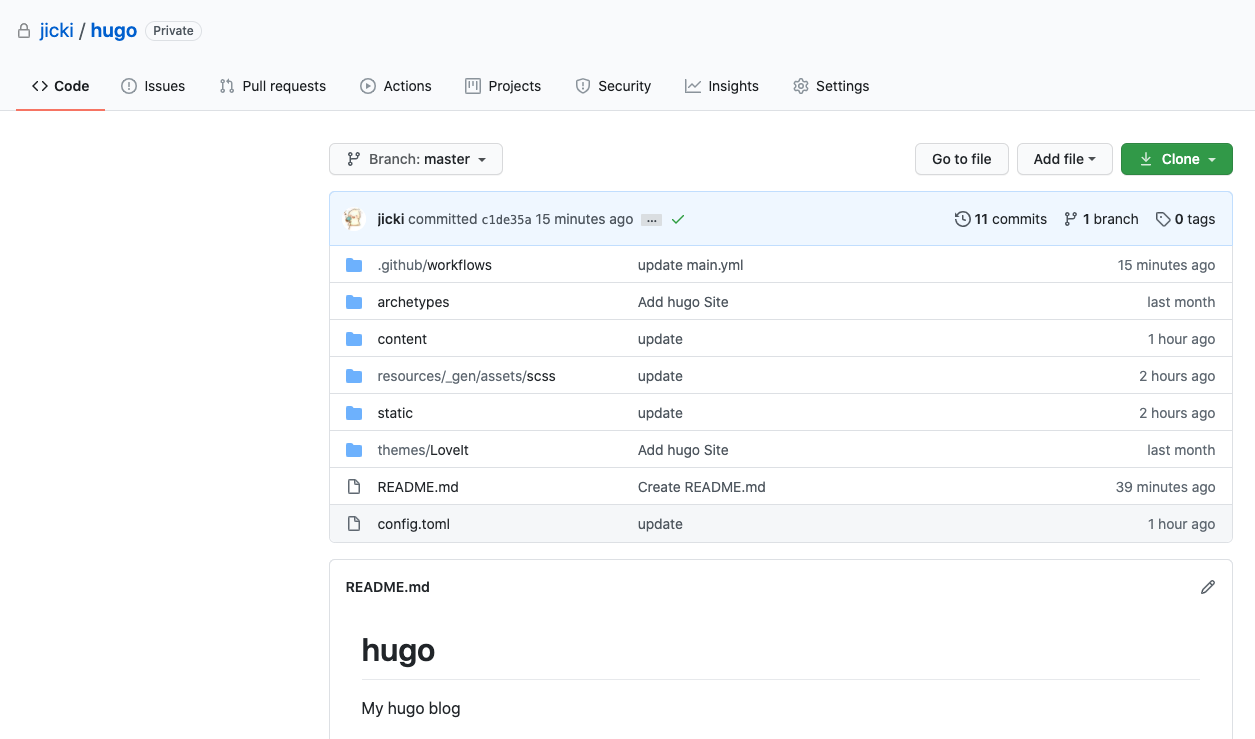 jicki / hugo Private
Code Issues Pull requests Actions Projects Security Insights Settings
Branch: master Go to file Add file Clone
jicki committed c1de35a 15 minutes ago ... 11 commits 1 branch 0 tags
.github/workflows update main.yml 15 minutes ago
archetypes Add hugo Site last month
content update 1 hour ago
resources/_gen/assets/scss update 2 hours ago
static update 2 hours ago
themes/LoveIt Add hugo Site last month
README.md Create README.md 39 minutes ago
config.toml update 1 hour ago
README.md
hugo
My hugo blog